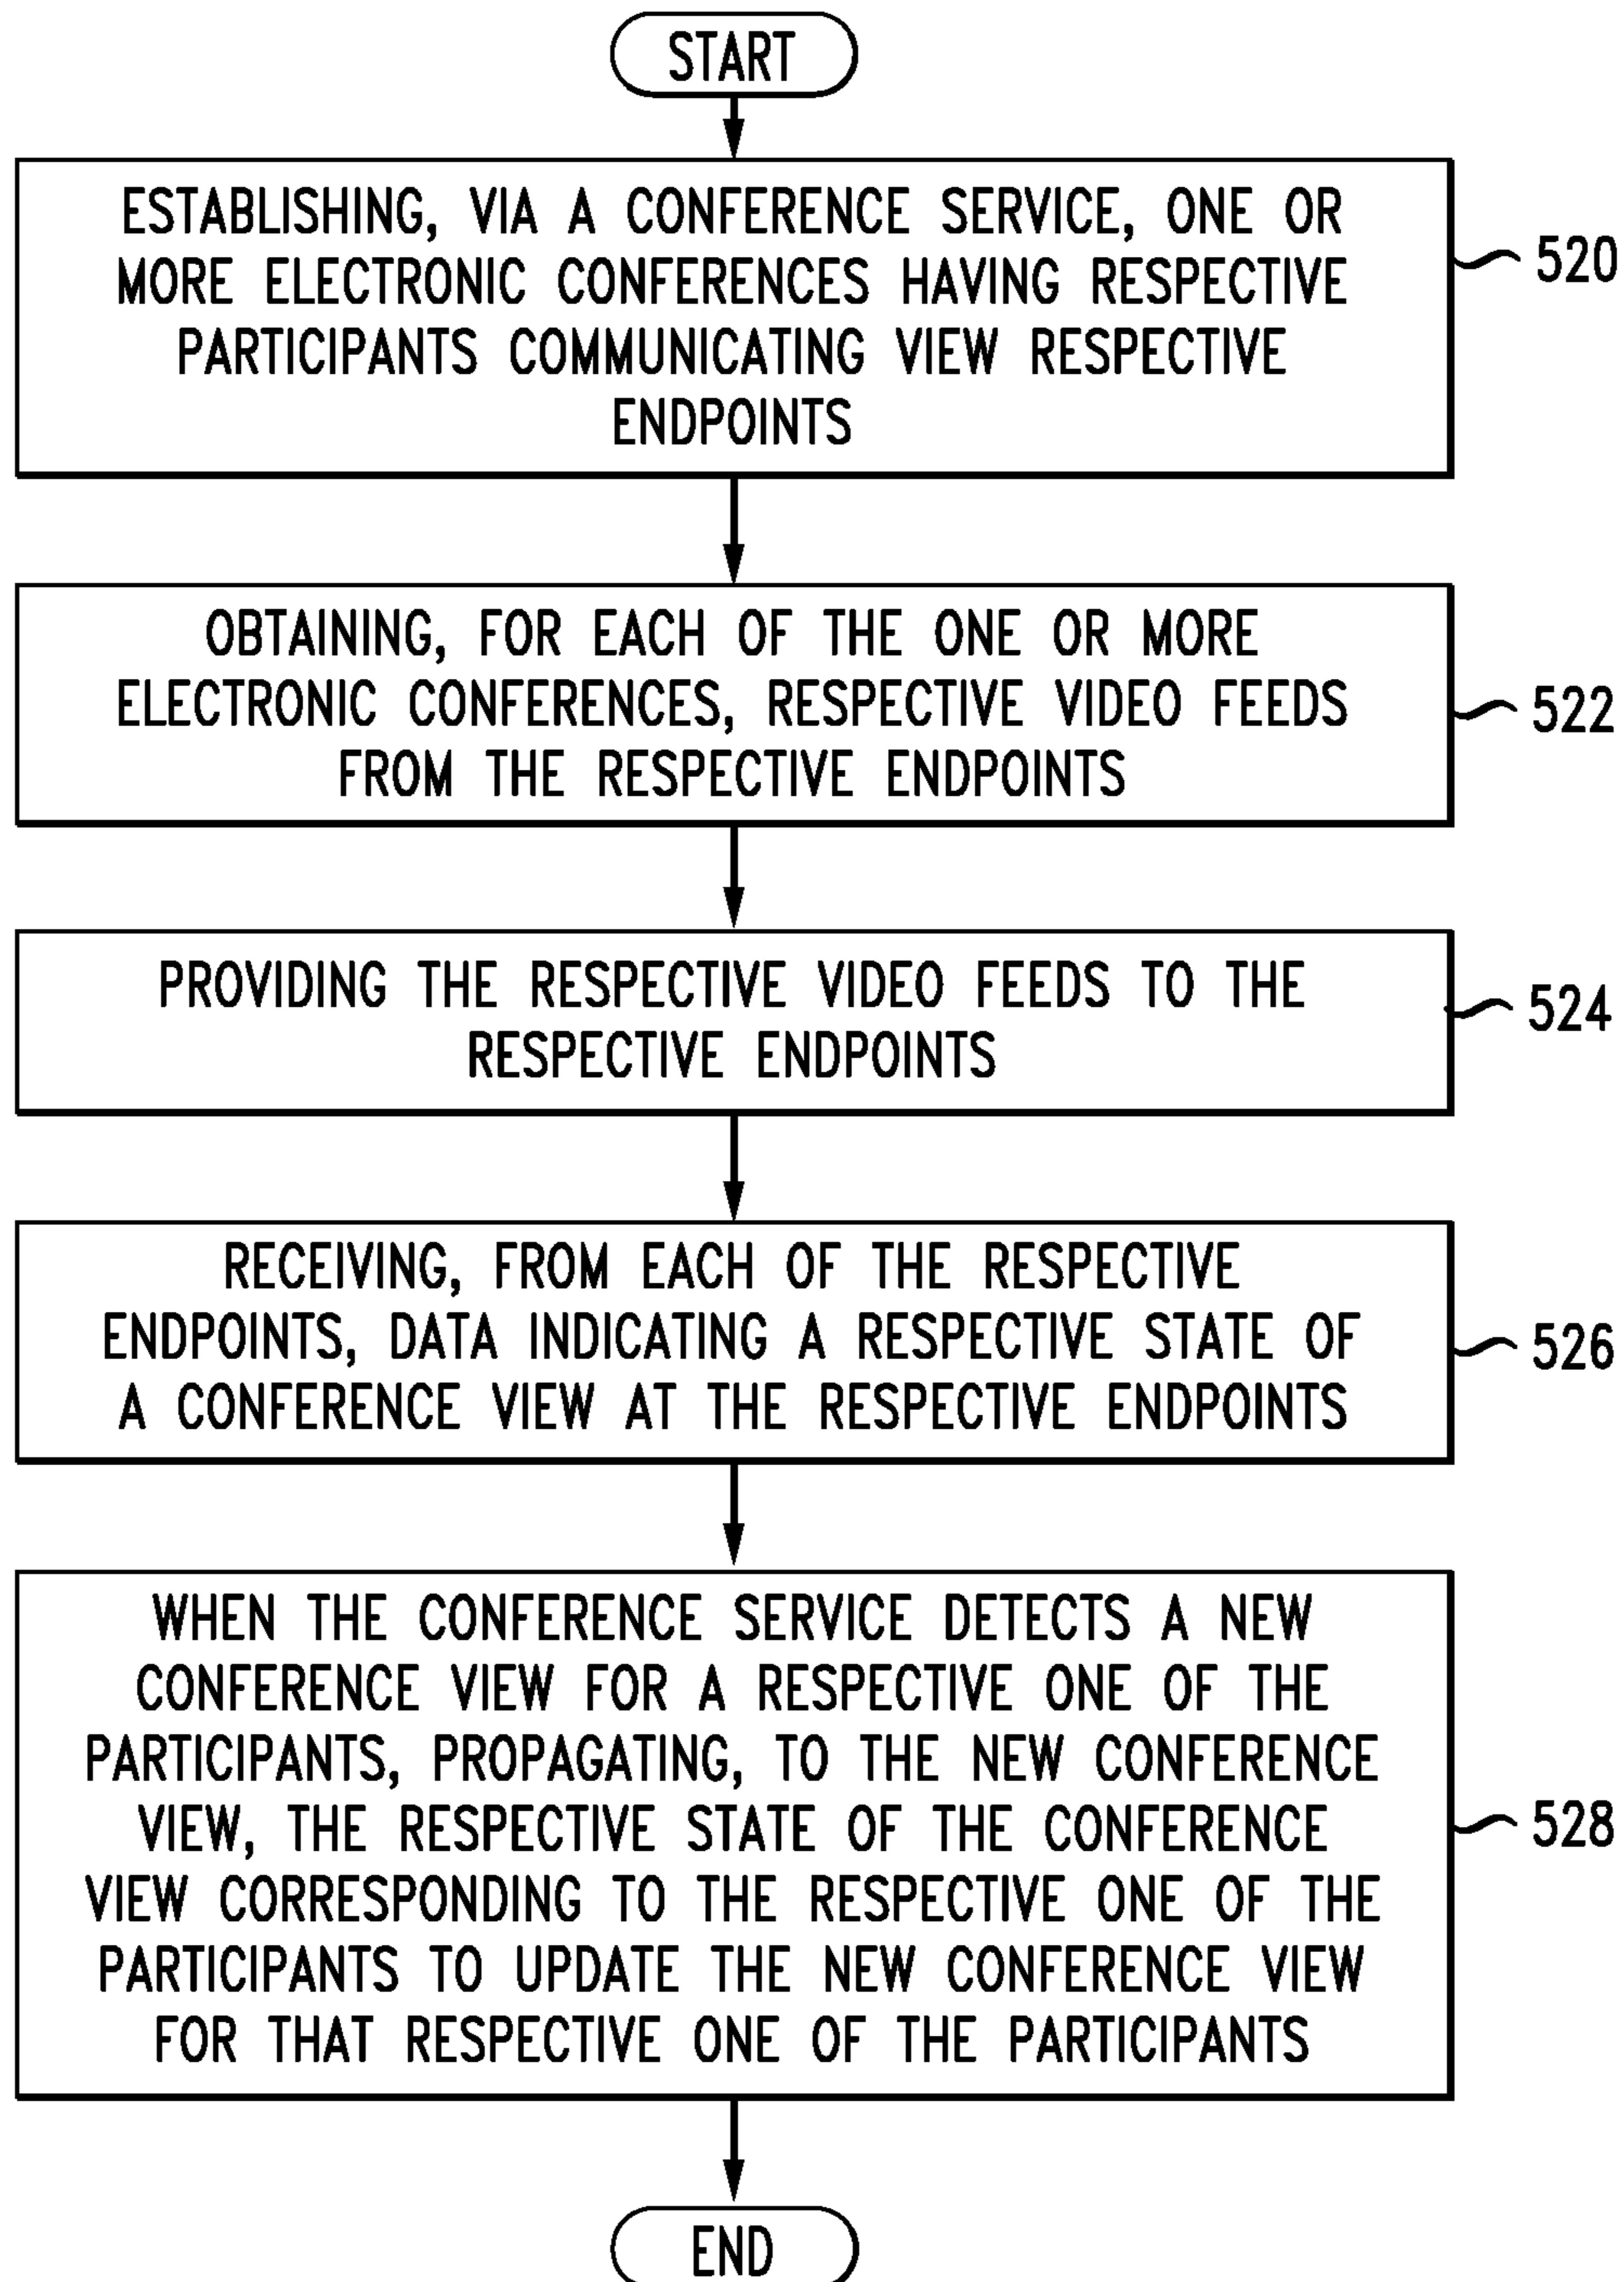 START
ESTABLISHING, VIA A CONFERENCE SERVICE, ONE OR
MORE ELECTRONIC CONFERENCES HAVING RESPECTIVE
PARTICIPANTS COMMUNICATING VIEW RESPECTIVE
ENDPOINTS
520
OBTAINING, FOR EACH OF THE ONE OR MORE
ELECTRONIC CONFERENCES, RESPECTIVE VIDEO FEEDS
FROM THE RESPECTIVE ENDPOINTS
522
PROVIDING THE RESPECTIVE VIDEO FEEDS TO THE
RESPECTIVE ENDPOINTS
524
RECEIVING, FROM EACH OF THE RESPECTIVE
ENDPOINTS, DATA INDICATING A RESPECTIVE STATE OF
A CONFERENCE VIEW AT THE RESPECTIVE ENDPOINTS
526
WHEN THE CONFERENCE SERVICE DETECTS A NEW
CONFERENCE VIEW FOR A RESPECTIVE ONE OF THE
PARTICIPANTS, PROPAGATING, TO THE NEW CONFERENCE
VIEW, THE RESPECTIVE STATE OF THE CONFERENCE
VIEW CORRESPONDING TO THE RESPECTIVE ONE OF THE
PARTICIPANTS TO UPDATE THE NEW CONFERENCE VIEW
FOR THAT RESPECTIVE ONE OF THE PARTICIPANTS
528
END